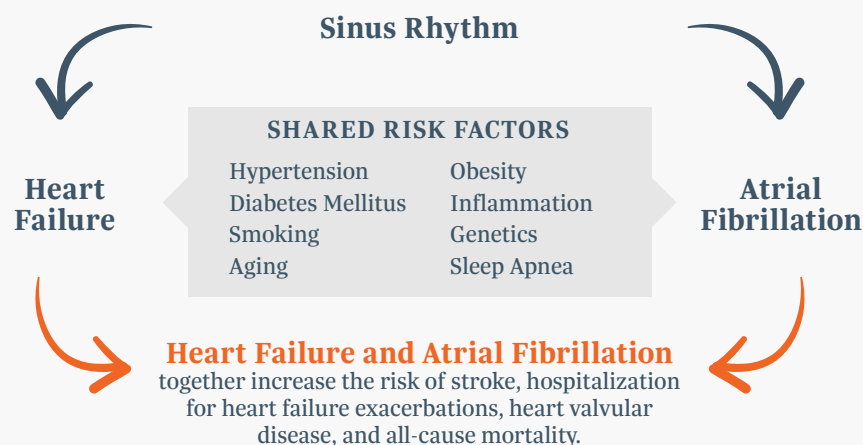 Sinus Rhythm
SHARED RISK FACTORS
Hypertension
Diabetes Mellitus
Smoking
Aging
Obesity
Inflammation
Genetics
Sleep Apnea
Heart
Failure
Atrial
Fibrillation
Heart Failure and Atrial Fibrillation
together increase the risk of stroke, hospitalization
for heart failure exacerbations, heart valvular
disease, and all-cause mortality.